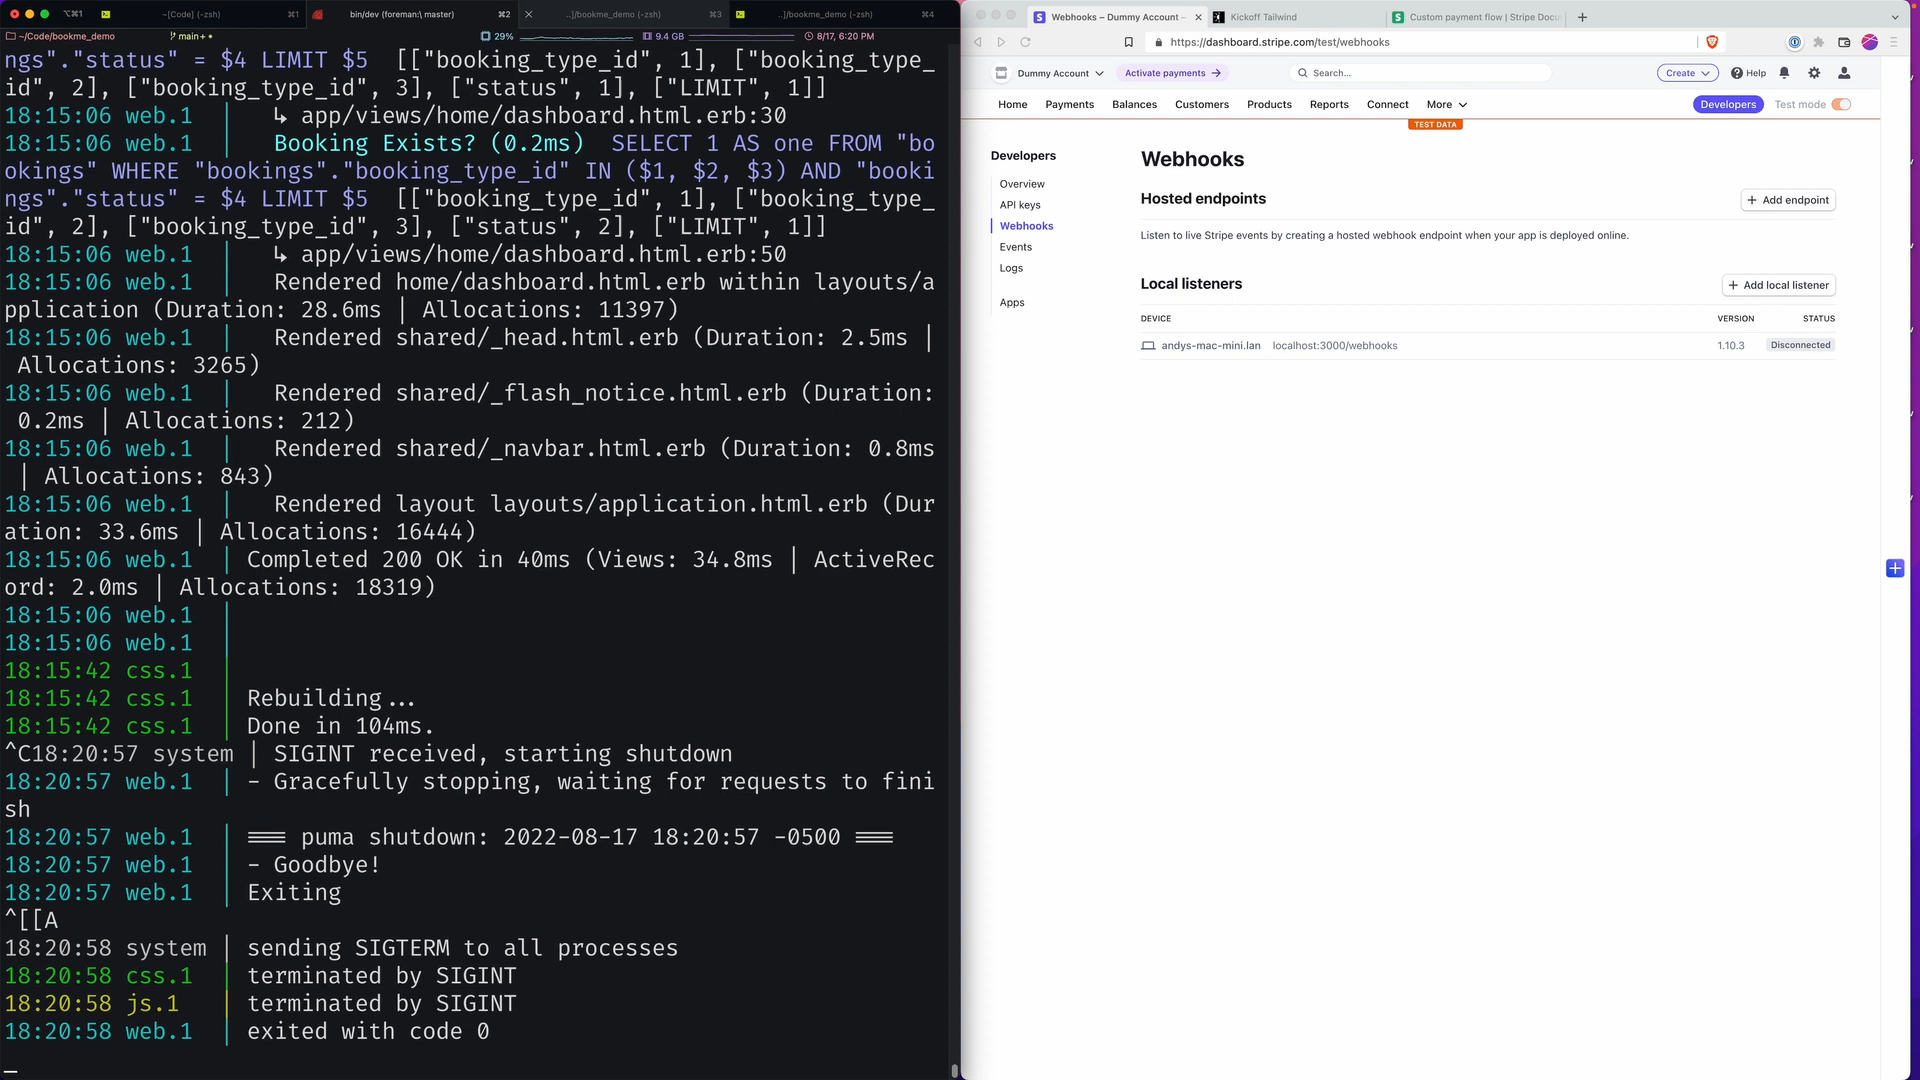 ⌥⌘1
~[Code] (-zsh)
⌘1
bin/dev (foreman:\ master)
⌘2
..]/bookme_demo (-zsh)
⌘3
..]/bookme_demo (-zsh)
⌘4
~/Code/bookme_demo
main+ •
29%
9.4 GB
8/17, 6:20 PM
ngs"."status" = $4 LIMIT $5  [["booking_type_id", 1], ["booking_type_
id", 2], ["booking_type_id", 3], ["status", 1], ["LIMIT", 1]]
18:15:06 web.1  |   ↳ app/views/home/dashboard.html.erb:30
18:15:06 web.1  |   Booking Exists? (0.2ms)  SELECT 1 AS one FROM "bo
okings" WHERE "bookings"."booking_type_id" IN ($1, $2, $3) AND "booki
ngs"."status" = $4 LIMIT $5  [["booking_type_id", 1], ["booking_type_
id", 2], ["booking_type_id", 3], ["status", 2], ["LIMIT", 1]]
18:15:06 web.1  |   ↳ app/views/home/dashboard.html.erb:50
18:15:06 web.1  |   Rendered home/dashboard.html.erb within layouts/a
pplication (Duration: 28.6ms | Allocations: 11397)
18:15:06 web.1  |   Rendered shared/_head.html.erb (Duration: 2.5ms |
 Allocations: 3265)
18:15:06 web.1  |   Rendered shared/_flash_notice.html.erb (Duration:
 0.2ms | Allocations: 212)
18:15:06 web.1  |   Rendered shared/_navbar.html.erb (Duration: 0.8ms
 | Allocations: 843)
18:15:06 web.1  |   Rendered layout layouts/application.html.erb (Dur
ation: 33.6ms | Allocations: 16444)
18:15:06 web.1  | Completed 200 OK in 40ms (Views: 34.8ms | ActiveRec
ord: 2.0ms | Allocations: 18319)
18:15:06 web.1  |
18:15:06 web.1  |
18:15:42 css.1  |
18:15:42 css.1  | Rebuilding...
18:15:42 css.1  | Done in 104ms.
^C18:20:57 system | SIGINT received, starting shutdown
18:20:57 web.1  | - Gracefully stopping, waiting for requests to fini
sh
18:20:57 web.1  | === puma shutdown: 2022-08-17 18:20:57 -0500 ===
18:20:57 web.1  | - Goodbye!
18:20:57 web.1  | Exiting
^[[A
18:20:58 system | sending SIGTERM to all processes
18:20:58 css.1  | terminated by SIGINT
18:20:58 js.1   | terminated by SIGINT
18:20:58 web.1  | exited with code 0
Webhooks – Dummy Account –
Kickoff Tailwind
Custom payment flow | Stripe Docu
https://dashboard.stripe.com/test/webhooks
Dummy Account
Activate payments →
Search...
Create
Help
Home
Payments
Balances
Customers
Products
Reports
Connect
More
Developers
Test mode
TEST DATA
Developers
Overview
API keys
Webhooks
Events
Logs
Apps
Webhooks
Hosted endpoints
+ Add endpoint
Listen to live Stripe events by creating a hosted webhook endpoint when your app is deployed online.
Local listeners
+ Add local listener
DEVICE
VERSION
STATUS
andys-mac-mini.lan
localhost:3000/webhooks
1.10.3
Disconnected